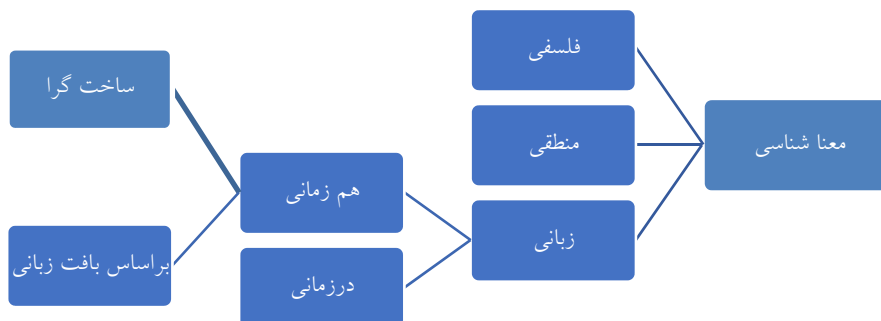 معنا شناسی
فلسفی
منطقی
زبانی
هم زمانی
درزمانی
ساخت گرا
براساس بافت زبانی